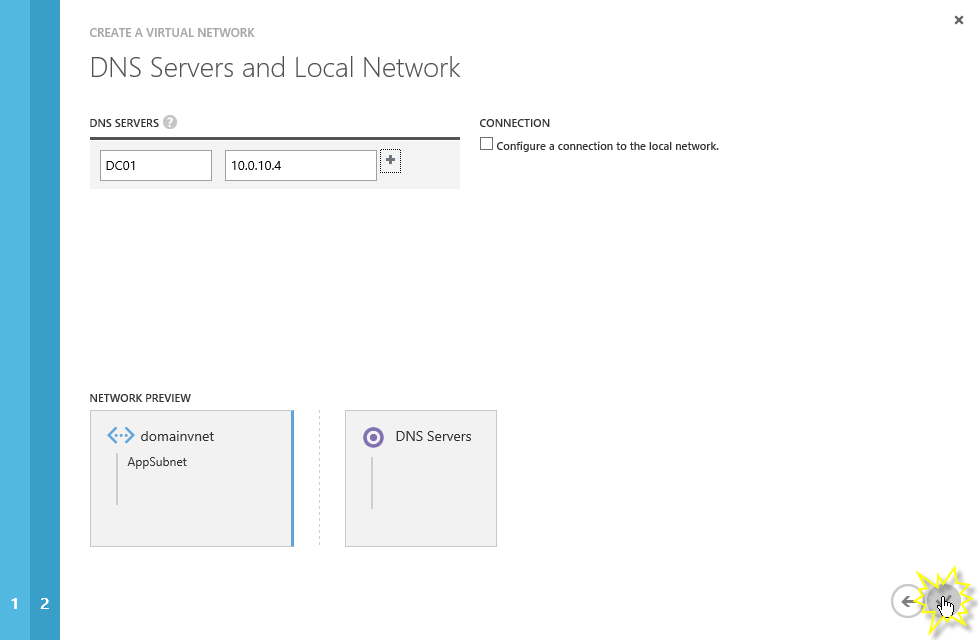 CREATE A VIRTUAL NETWORK
DNS Servers and Local Network
DNS SERVERS ?
CONNECTION
Configure a connection to the local network.
DC01
10.0.10.4
NETWORK PREVIEW
domainvnet
AppSubnet
DNS Servers
1
2